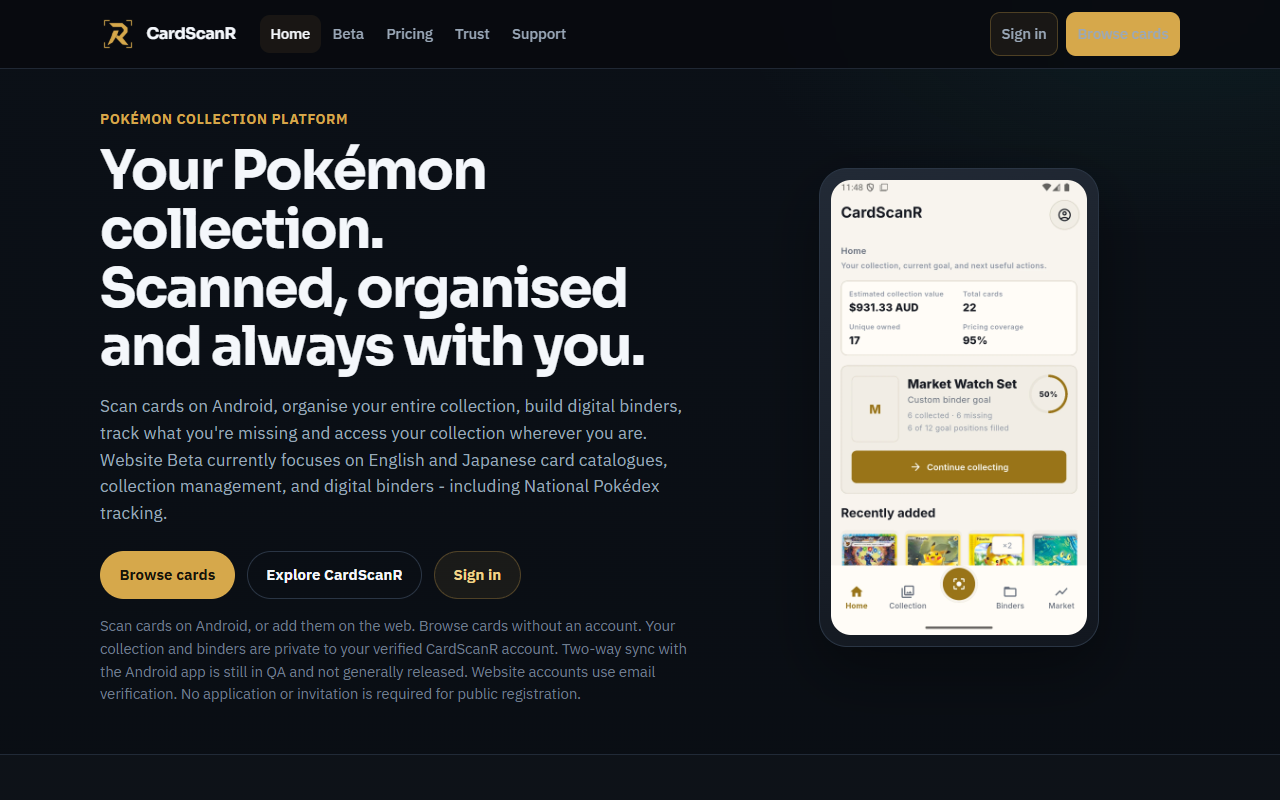 CardScanR
Home
Beta
Pricing
Trust
Support
Sign in
Browse cards
POKÉMON COLLECTION PLATFORM
Your Pokémon
collection.
Scanned, organised
and always with you.
Scan cards on Android, organise your entire collection, build digital binders,
track what you're missing and access your collection wherever you are.
Website Beta currently focuses on English and Japanese card catalogues,
collection management, and digital binders - including National Pokédex
tracking.
Browse cards
Explore CardScanR
Sign in
Scan cards on Android, or add them on the web. Browse cards without an account. Your
collection and binders are private to your verified CardScanR account. Two-way sync with
the Android app is still in QA and not generally released. Website accounts use email
verification. No application or invitation is required for public registration.
11:48
CardScanR
Home
Your collection, current goal, and next useful actions.
Estimated collection value
Total cards
$931.33 AUD
22
Unique owned
Pricing coverage
17
95%
M
Market Watch Set
Custom binder goal
6 collected · 6 missing
6 of 12 goal positions filled
50%
Continue collecting
Recently added
×2
Home
Collection
Binders
Market